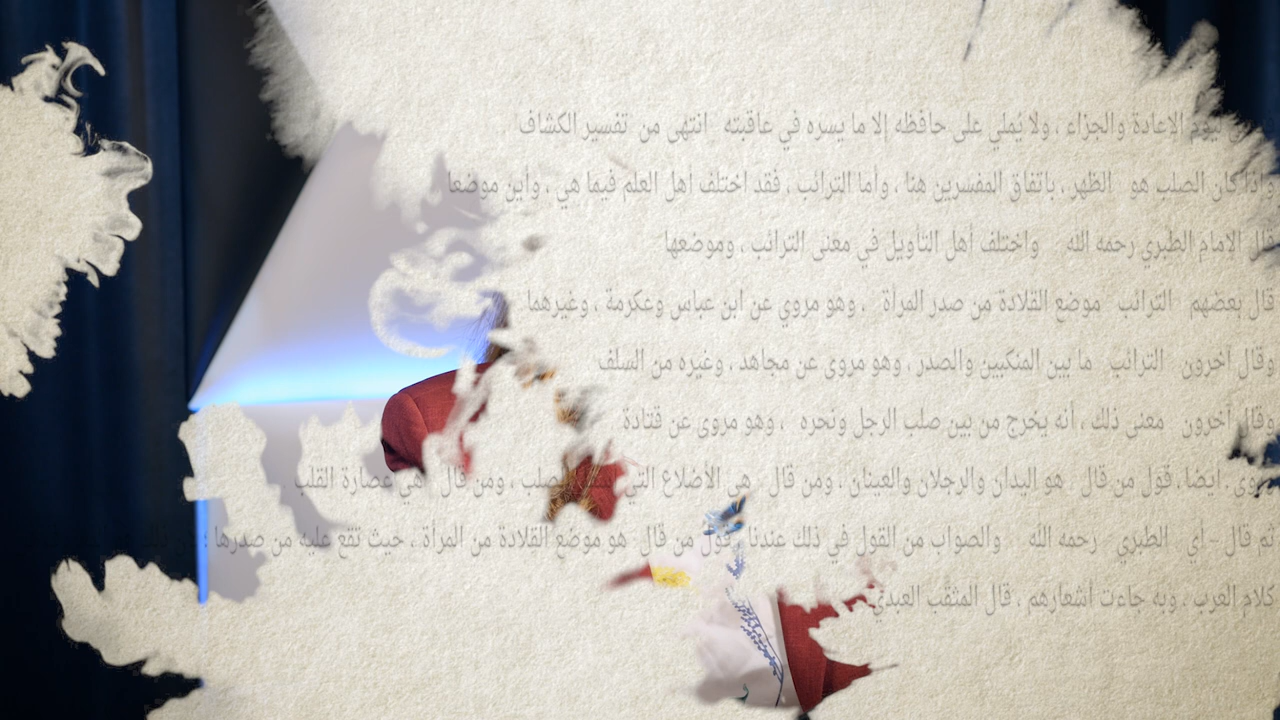 يوم الإعادة والجزاء ، ولا يُملي على حافظه إلا ما يسره في عاقبته انتهى من تفسير الكشاف
وإذا كان الصلب هو الظهر ، باتفاق المفسرين هنا ، وأما الترائب ، فقد اختلف أهل العلم فيما هي ، وأين موضعا
قال الإمام الطبري رحمه الله واختلف أهل التأويل في معنى الترائب ، وموضعها
قال بعضهم الترائب موضع القلادة من صدر المرأة ، وهو مروي عن ابن عباس وعكرمة ، وغيرهما
وقال آخرون الترائب ما بين المنكبين والصدر ، وهو مروى عن مجاهد ، وغيره من السلف
وقال آخرون معنى ذلك ، أنه يخرج من بين صلب الرجل ونحره ، وهو مروى عن قتادة
أيضا ، قول من قال هو اليدان والرجلان والعينان ، ومن قال هي الأضلاع التي صلب ، ومن قال هي عصارة القلب
ثم قال - أي الطبري رحمه الله والصواب من القول في ذلك عندنا قول من قال هو موضع القلادة من المرأة ، حيث تقع عليه من صدرها ؛
كلام العرب ، وبه جاءت أشعارهم ، قال المثقب العبدي